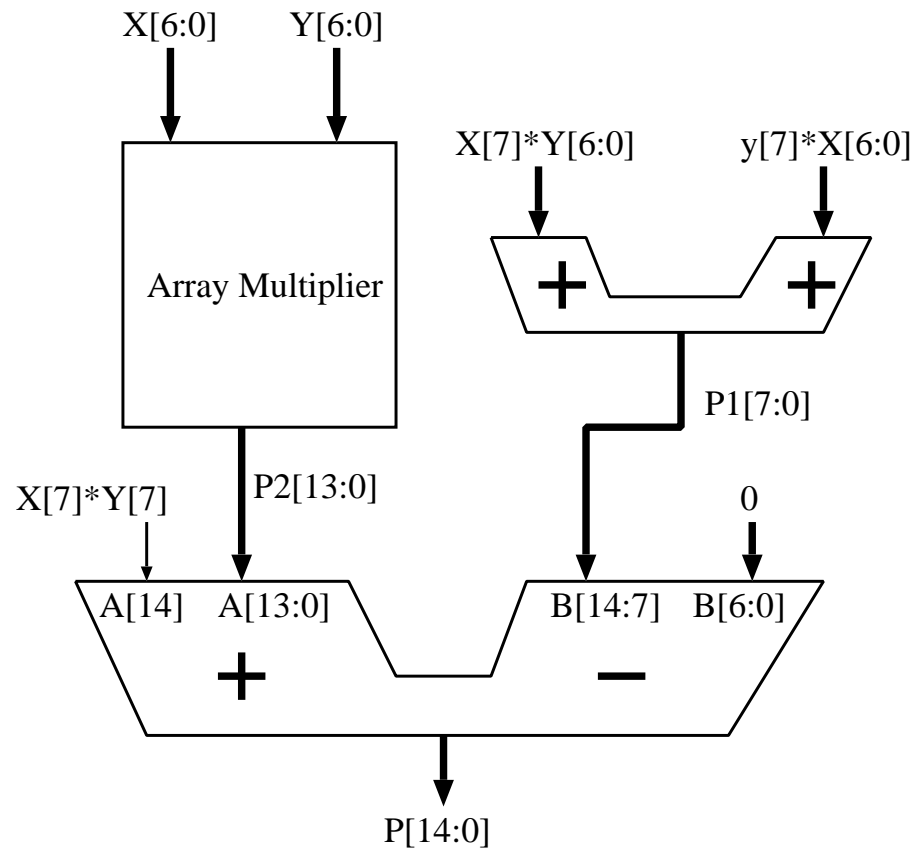 X[6:0] Y[6:0]
X[7]*Y[6:0] y[7]*X[6:0]
Array Multiplier
+ +
P1[7:0]
P2[13:0]
X[7]*Y[7] 0
A[14] A[13:0] B[14:7] B[6:0]
+ −
P[14:0]